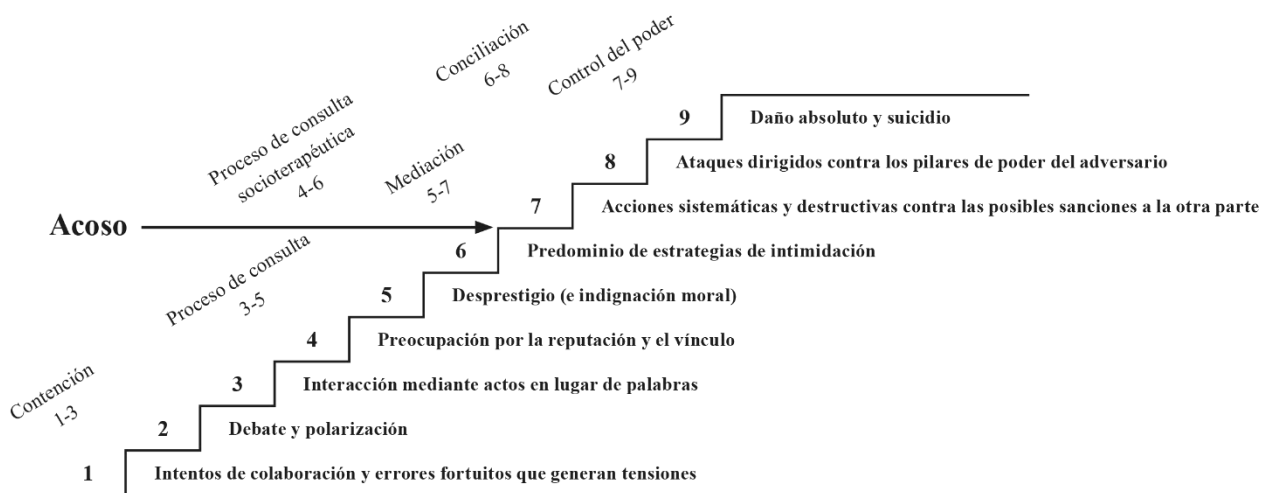 Conciliación
6-8
Control del poder
7-9
9 Daño absoluto y suicidio
Proceso de consulta
socioterapéutica
4-6
Mediación
5-7
8 Ataques dirigidos contra los pilares de poder del adversario
7 Acciones sistemáticas y destructivas contra las posibles sanciones a la otra parte
Acoso
6 Predominio de estrategias de intimidación
Proceso de consulta
3-5
5 Desprestigio (e indignación moral)
4 Preocupación por la reputación y el vínculo
3 Interacción mediante actos en lugar de palabras
Contención
1-3
2 Debate y polarización
1 Intentos de colaboración y errores fortuitos que generan tensiones